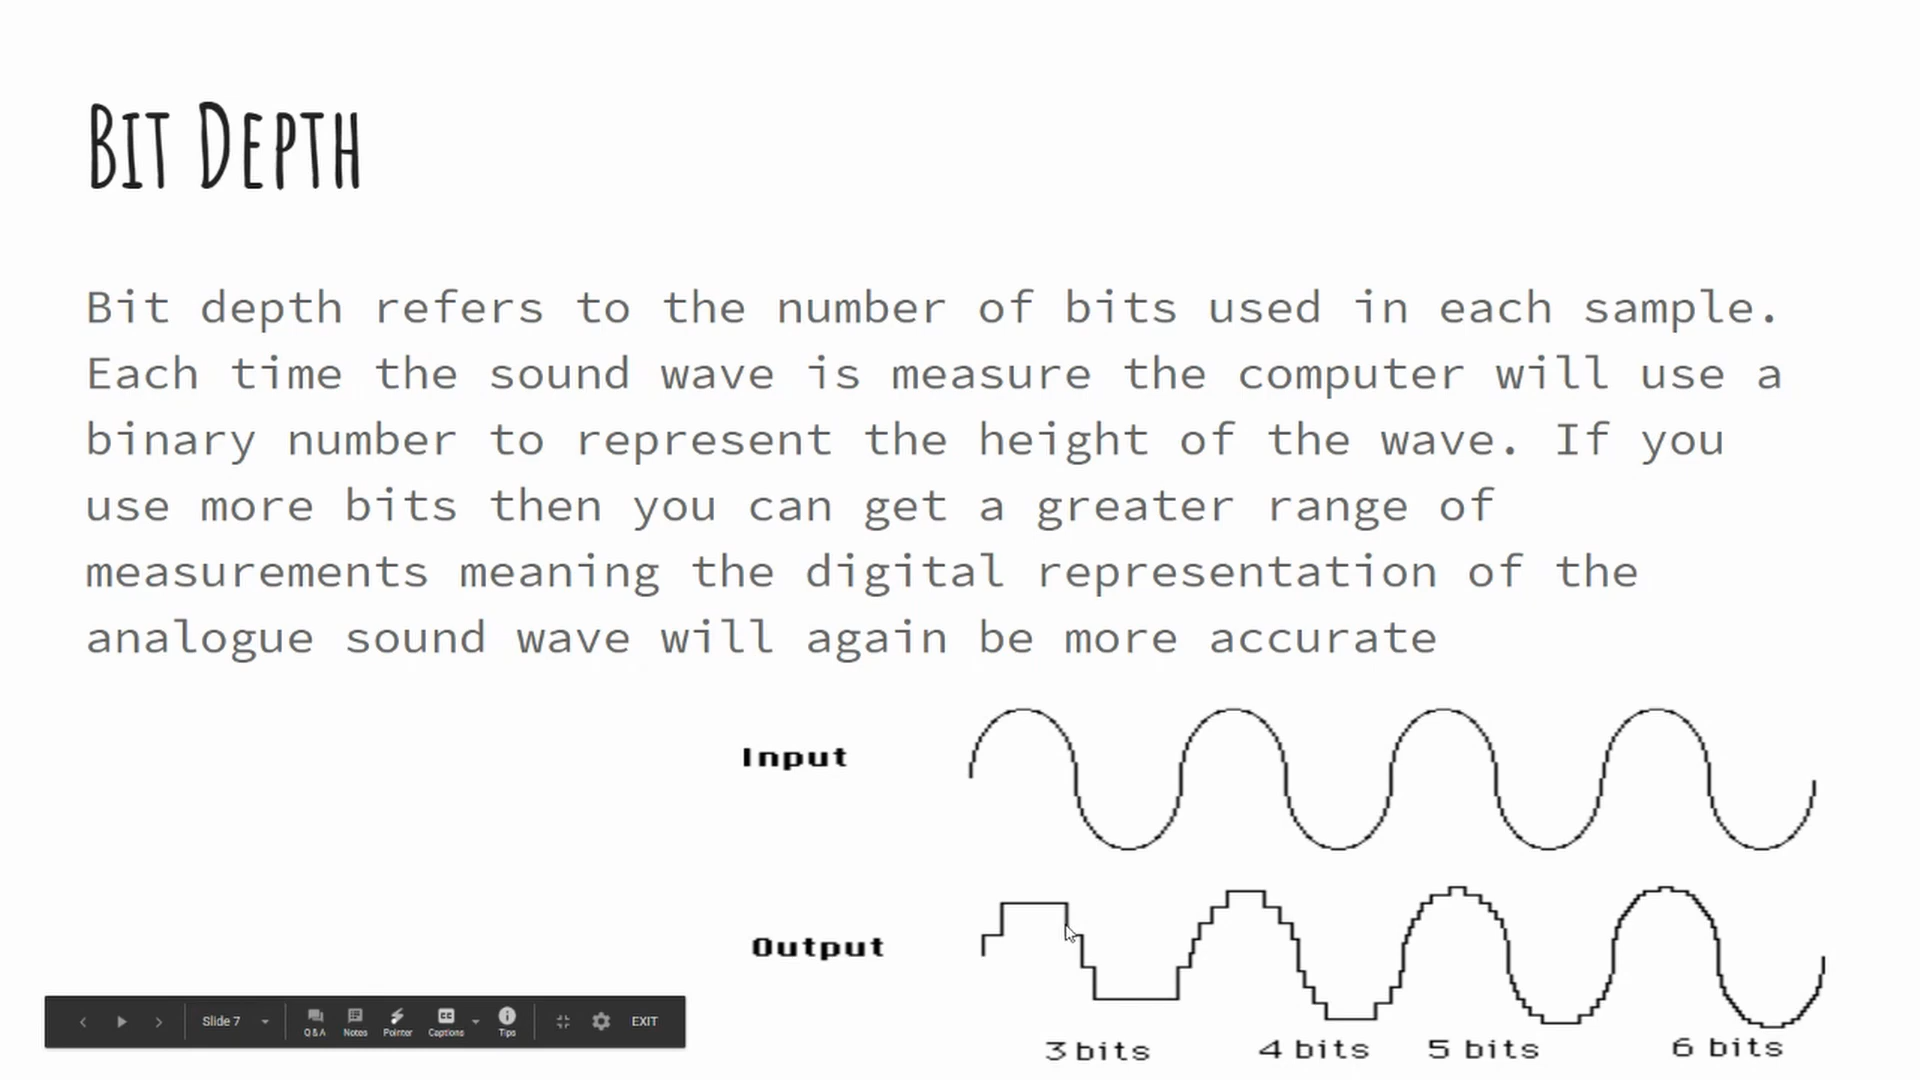 BIT DEPTH
Bit depth refers to the number of bits used in each sample.
Each time the sound wave is measure the computer will use a
binary number to represent the height of the wave. If you
use more bits then you can get a greater range of
measurements meaning the digital representation of the
analogue sound wave will again be more accurate
Input
Output
3 bits 4 bits 5 bits 6 bits
Slide 7 Q&A Notes Pointer Captions Tips EXIT